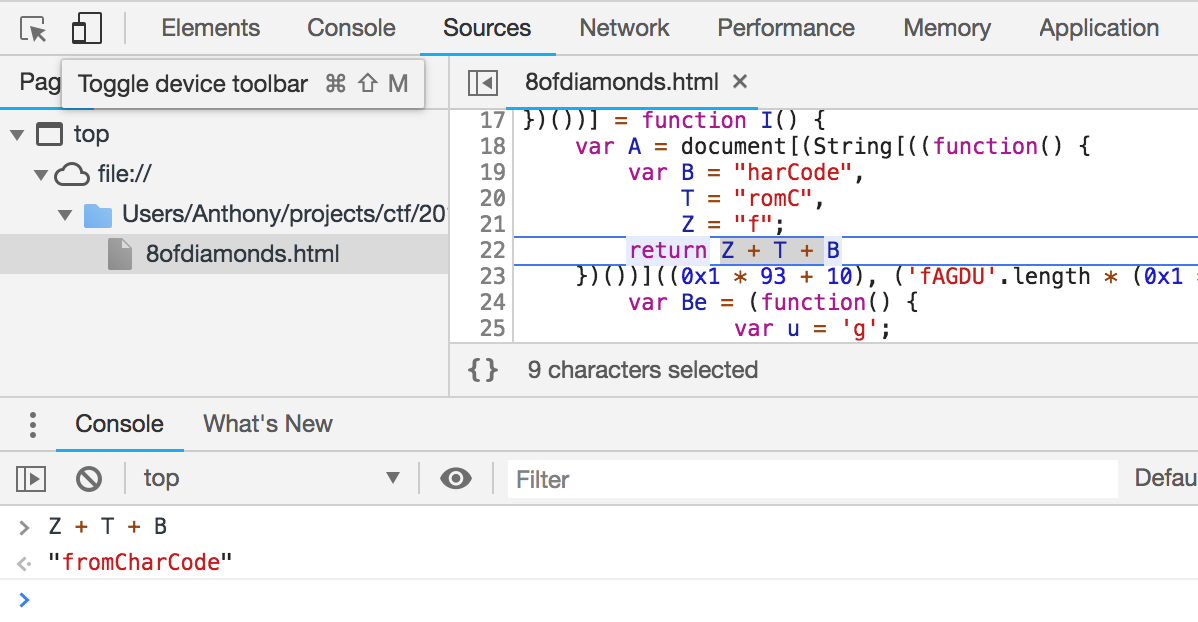 Elements Console Sources Network Performance Memory Application
Pag Toggle device toolbar ⌘ ⇧ M 8ofdiamonds.html ×
top
file://
Users/Anthony/projects/ctf/20
8ofdiamonds.html
17 })())] = function I() {
18 var A = document[(String[((function() {
19 var B = "harCode",
20 T = "romC",
21 Z = "f";
22 return Z + T + B
23 })())]((0x1 * 93 + 10), ('fAGDU'.length * (0x1
24 var Be = (function() {
25 var u = 'g';
{} 9 characters selected
Console What's New
top ▼ Filter Defau
> Z + T + B
"fromCharCode"
>